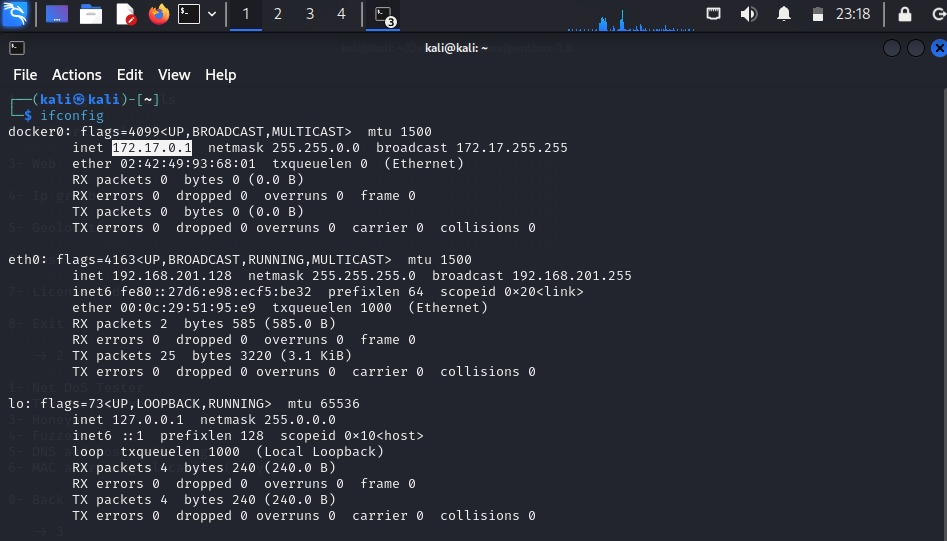 1 2 3 4 3 23:18
kali@kali: ~
File Actions Edit View Help
┌──(kali㉿kali)-[~]
└─$ ifconfig
docker0: flags=4099<UP,BROADCAST,MULTICAST>  mtu 1500
        inet 172.17.0.1  netmask 255.255.0.0  broadcast 172.17.255.255
        ether 02:42:49:93:68:01  txqueuelen 0  (Ethernet)
        RX packets 0  bytes 0 (0.0 B)
        RX errors 0  dropped 0  overruns 0  frame 0
        TX packets 0  bytes 0 (0.0 B)
        TX errors 0  dropped 0 overruns 0  carrier 0  collisions 0
eth0: flags=4163<UP,BROADCAST,RUNNING,MULTICAST>  mtu 1500
        inet 192.168.201.128  netmask 255.255.255.0  broadcast 192.168.201.255
        inet6 fe80::27d6:e98:ecf5:be32  prefixlen 64  scopeid 0×20<link>
        ether 00:0c:29:51:95:e9  txqueuelen 1000  (Ethernet)
        RX packets 2  bytes 585 (585.0 B)
        RX errors 0  dropped 0  overruns 0  frame 0
        TX packets 25  bytes 3220 (3.1 KiB)
        TX errors 0  dropped 0 overruns 0  carrier 0  collisions 0
lo: flags=73<UP,LOOPBACK,RUNNING>  mtu 65536
        inet 127.0.0.1  netmask 255.0.0.0
        inet6 ::1  prefixlen 128  scopeid 0×10<host>
        loop  txqueuelen 1000  (Local Loopback)
        RX packets 4  bytes 240 (240.0 B)
        RX errors 0  dropped 0  overruns 0  frame 0
        TX packets 4  bytes 240 (240.0 B)
        TX errors 0  dropped 0 overruns 0  carrier 0  collisions 0